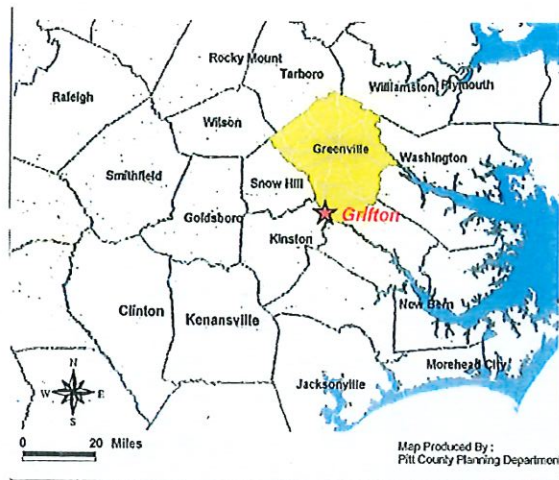 Rocky Mount
Tarboro
Williamston
Plymouth
Raleigh
Wilson
Greenville
Washington
Smithfield
Snow Hill
Goldsboro
Grifton
Kinston
Clinton
Kenansville
New Bern
Morehead City
Jacksonville
N
W E
S
0 20 Miles
Map Produced By :
Pitt County Planning Department